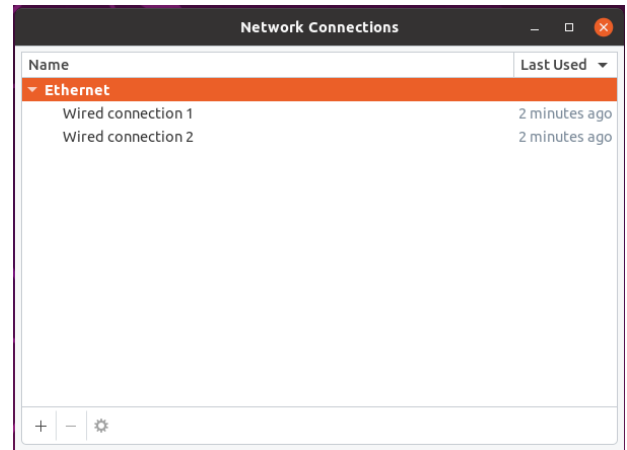 Network Connections
Name Last Used
Ethernet
Wired connection 1 2 minutes ago
Wired connection 2 2 minutes ago